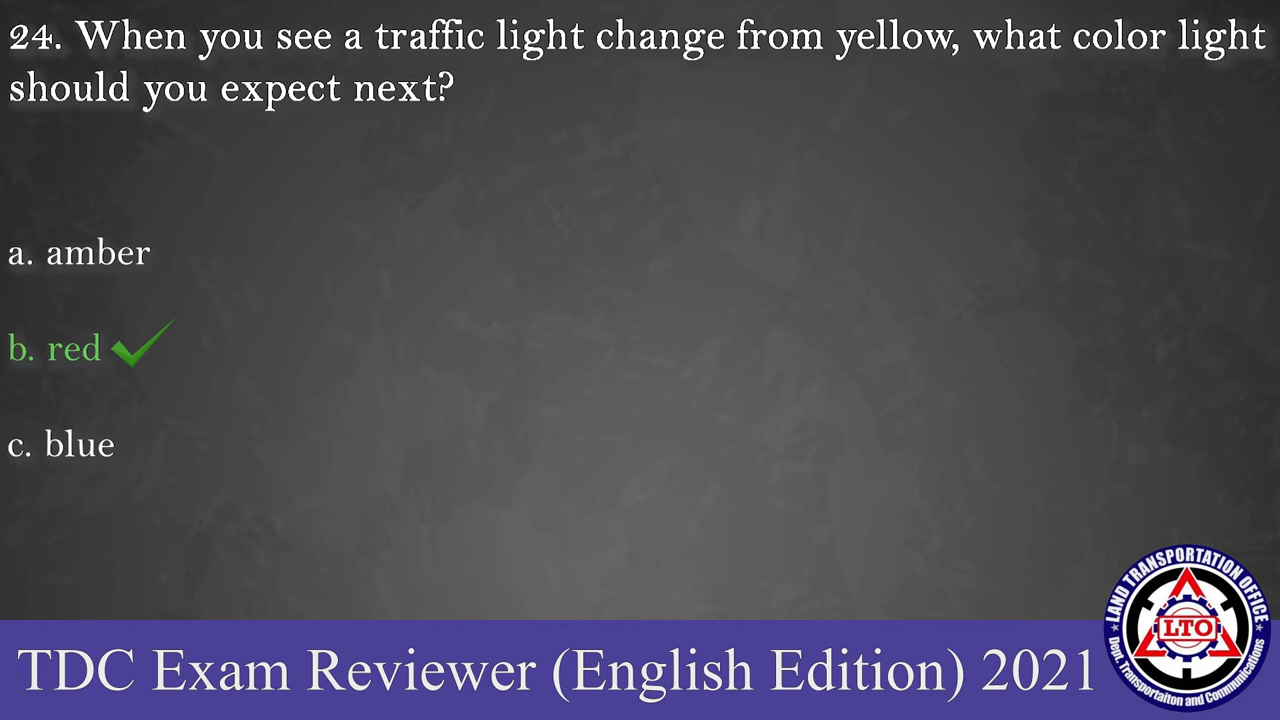 24. When you see a traffic light change from yellow, what color light
should you expect next?
a. amber
b. red
c. blue
TDC Exam Reviewer (English Edition) 2021
LAND TRANSPORTATION OFFICE
LTO
Dept. Transportaiton and Communications